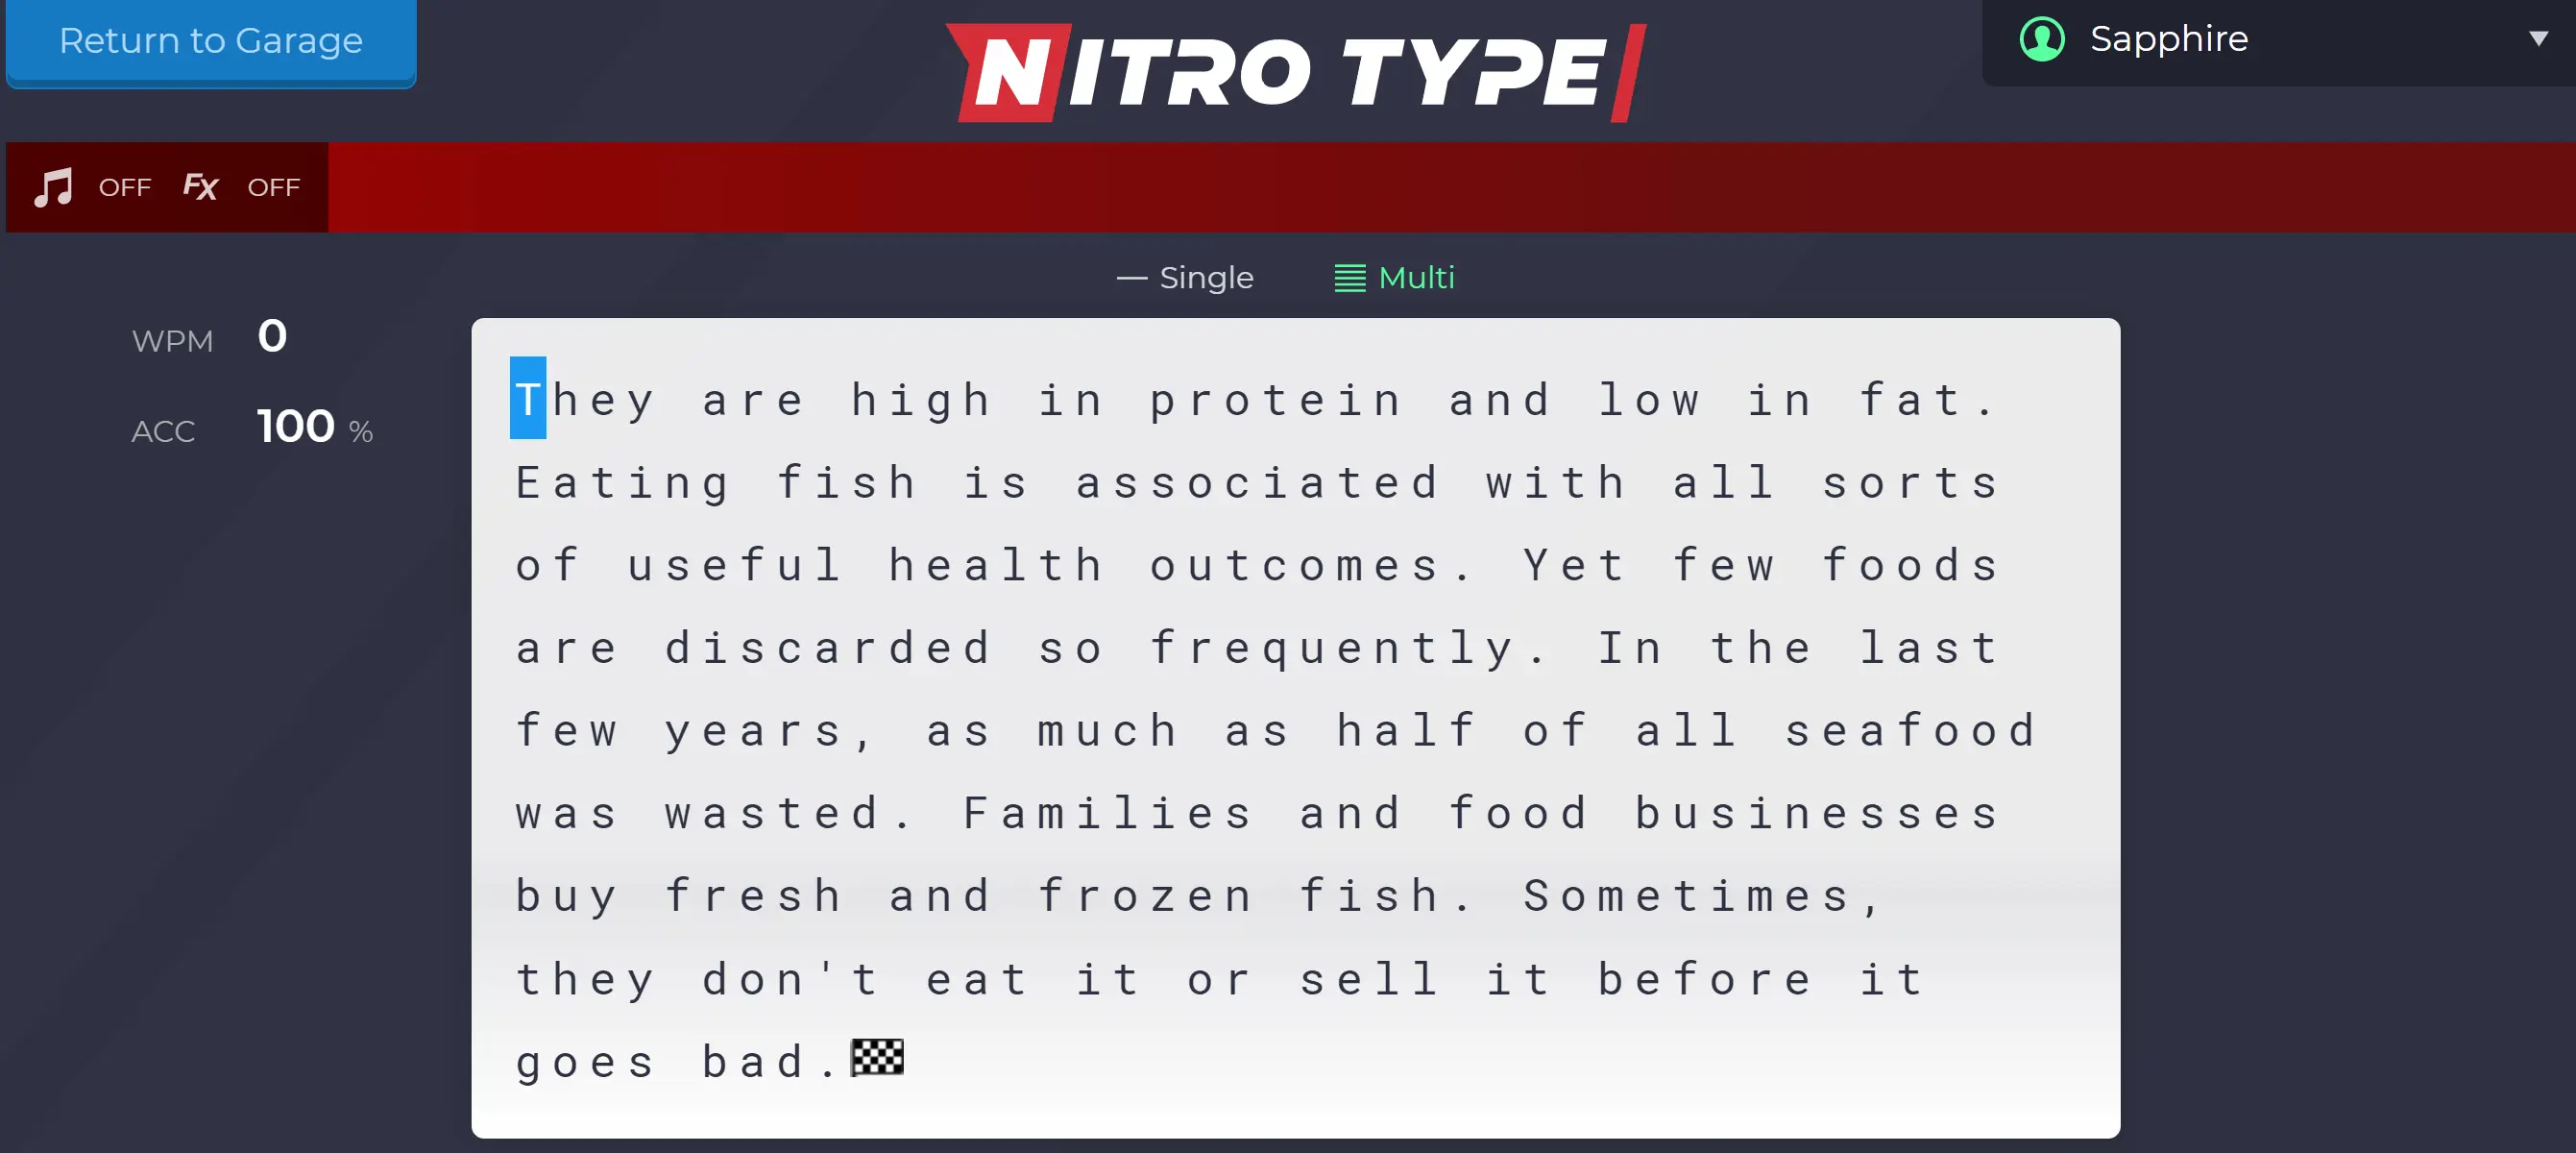 Return to Garage
NITRO TYPE
Sapphire
OFF Fx OFF
Single Multi
WPM 0
ACC 100 %
They are high in protein and low in fat.
Eating fish is associated with all sorts
of useful health outcomes. Yet few foods
are discarded so frequently. In the last
few years, as much as half of all seafood
was wasted. Families and food businesses
buy fresh and frozen fish. Sometimes,
they don't eat it or sell it before it
goes bad.